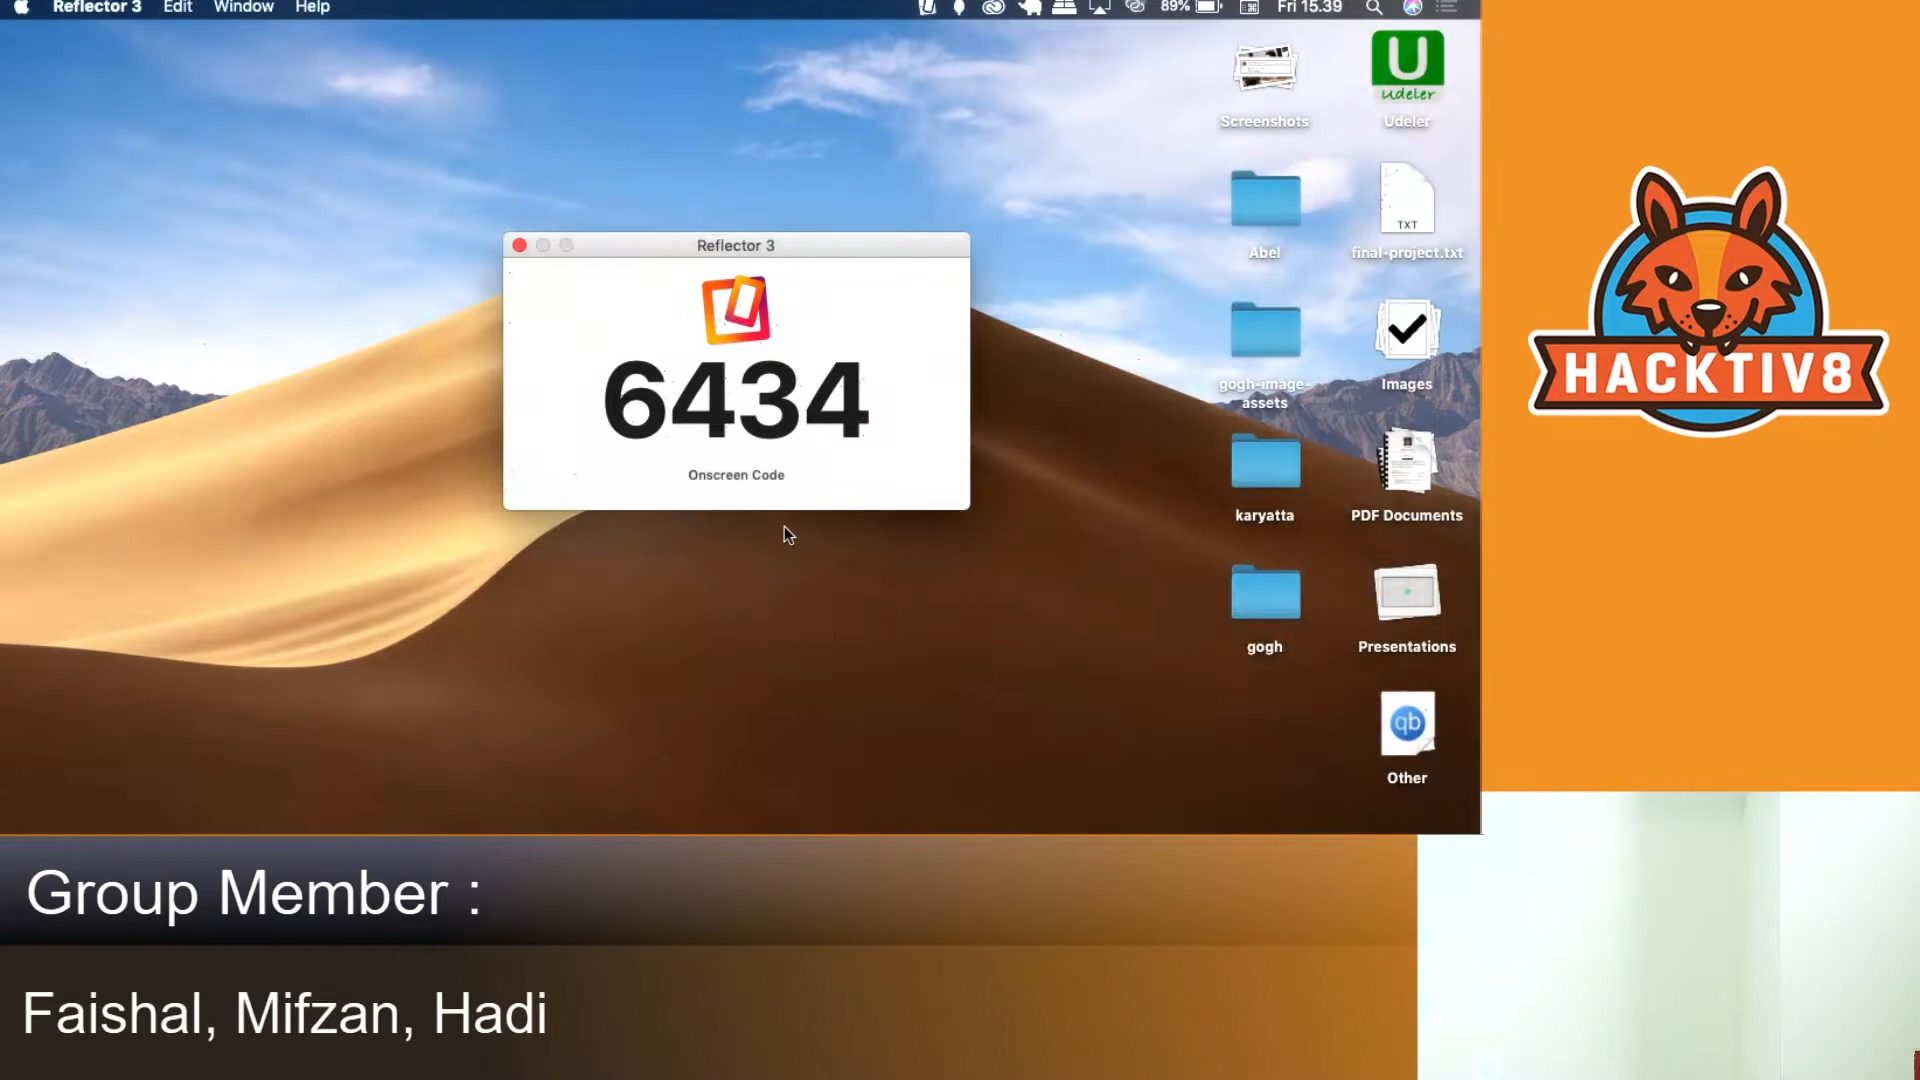 Reflector 3 Edit Window Help 89% Fri 15.39
U
Udeler
Screenshots
Udeler
TXT
Abel
final-project.txt
Reflector 3
6434
Onscreen Code
gogh-image-
assets
Images
karyatta
PDF Documents
gogh
Presentations
qb
Other
HACKTIV8
Group Member :
Faishal, Mifzan, Hadi